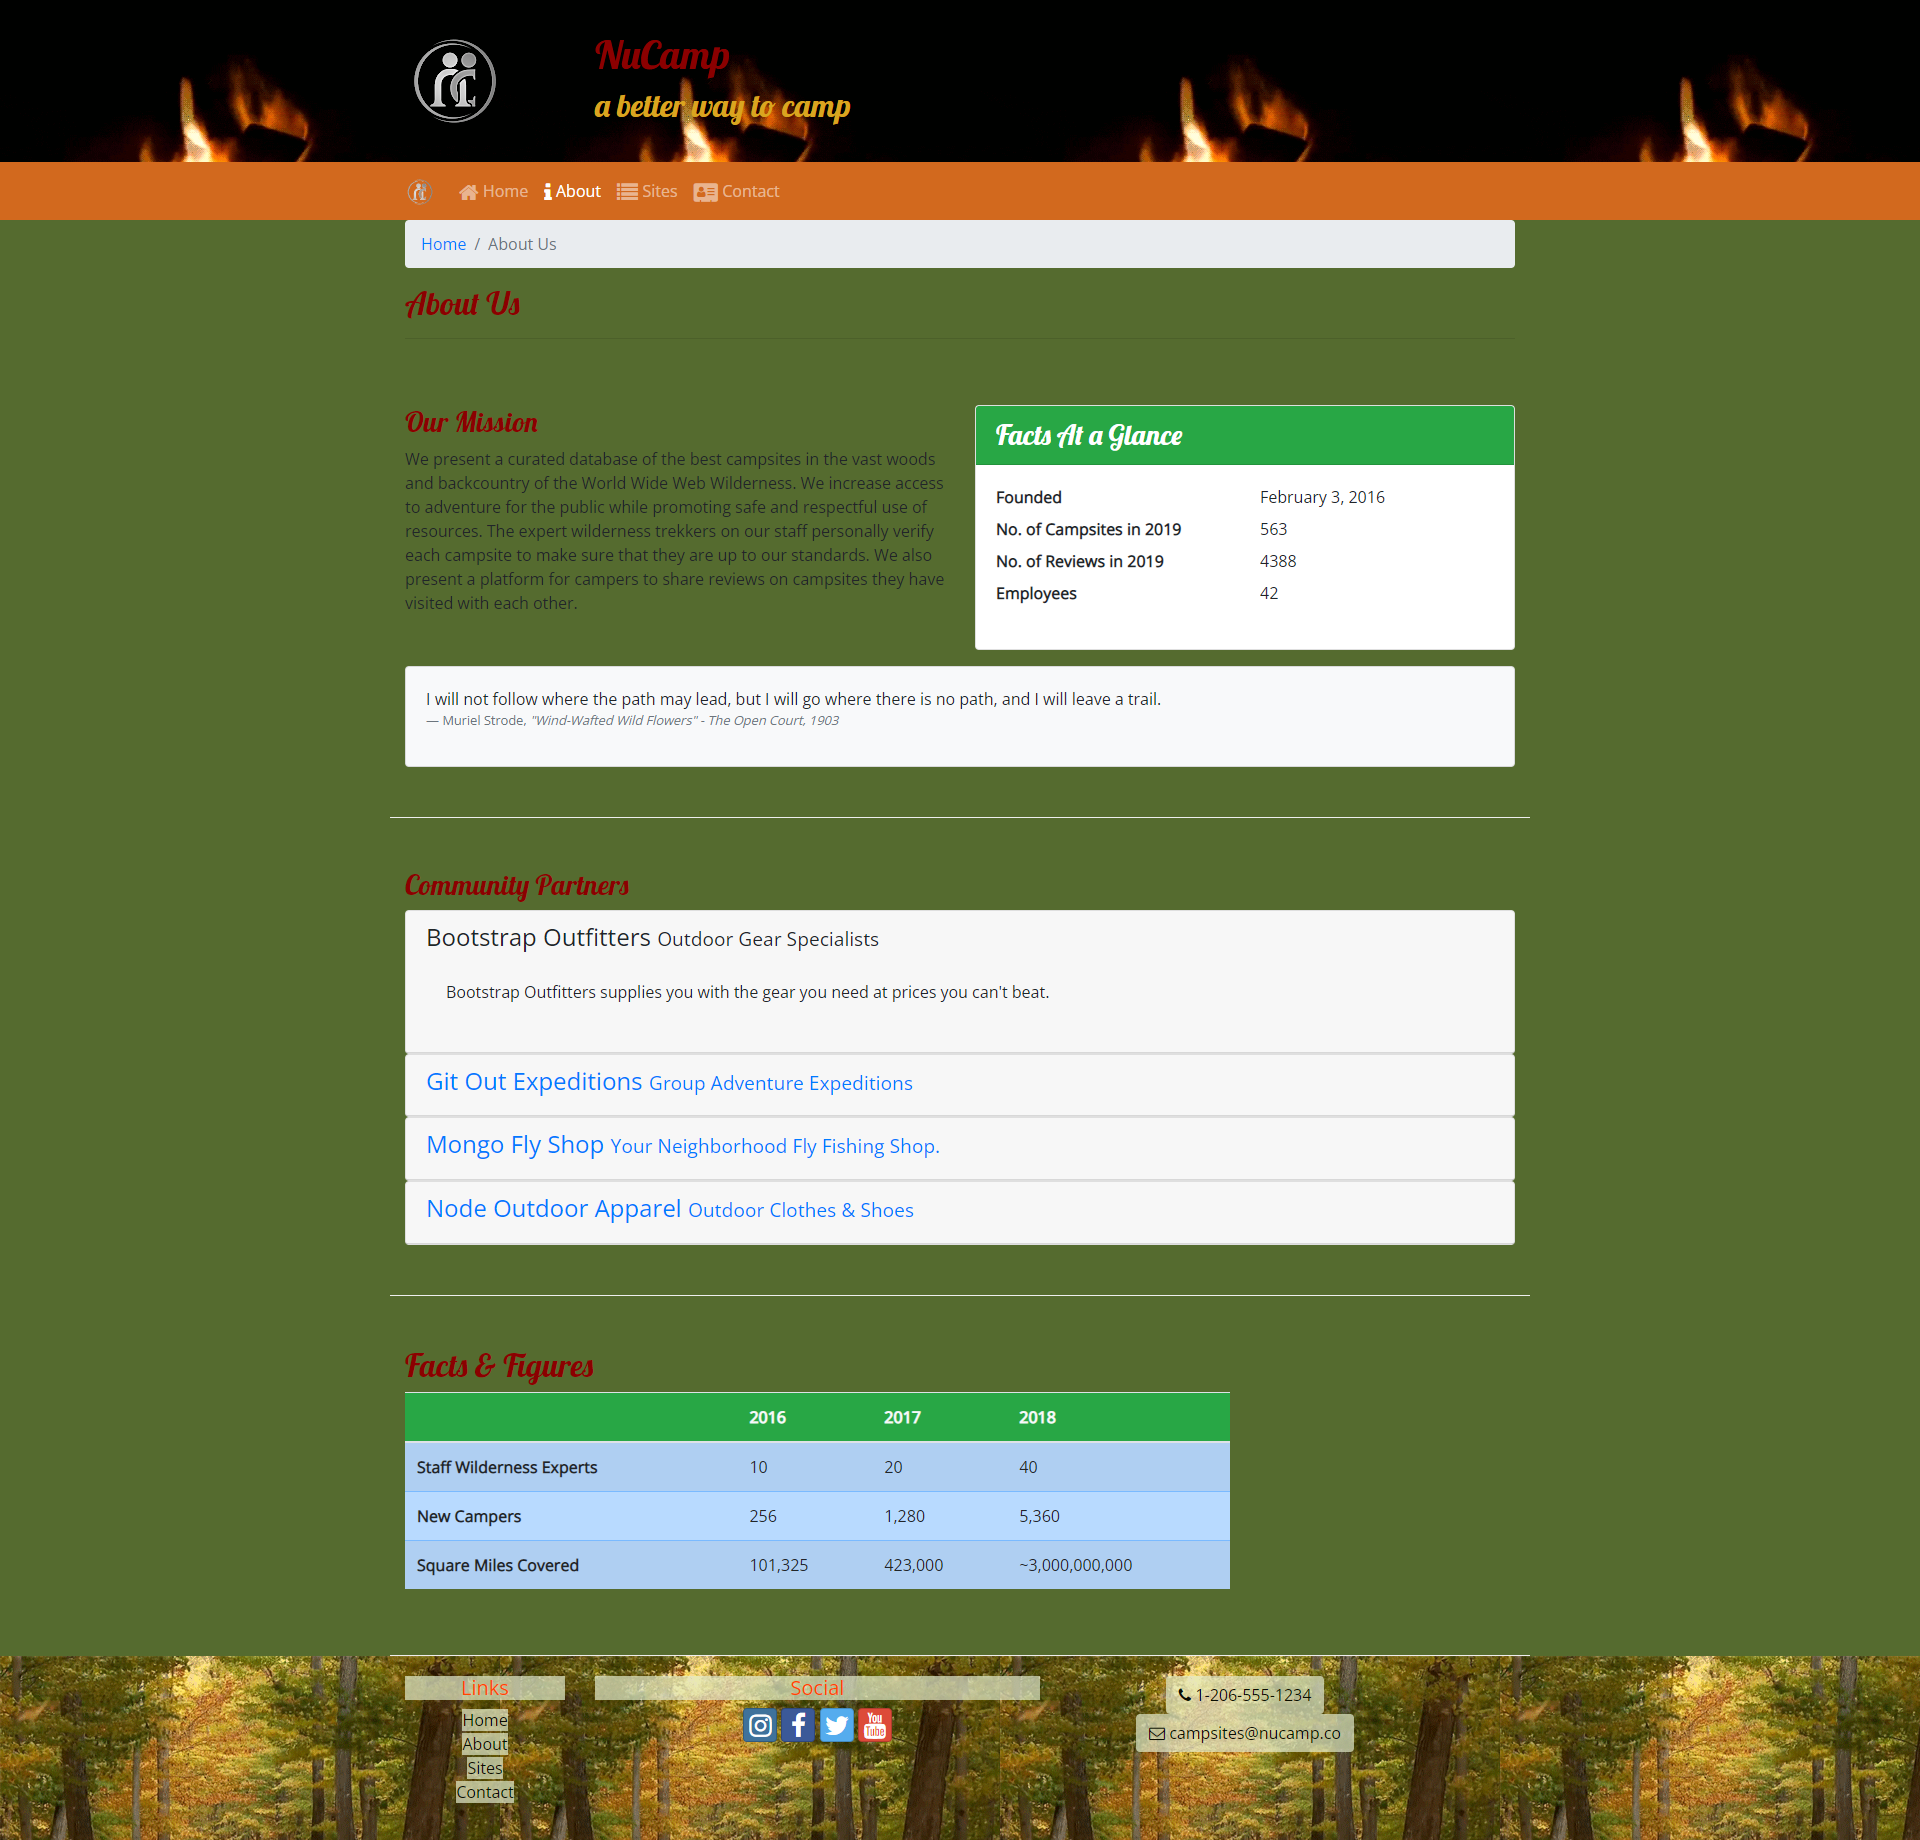 NuCamp
a better way to camp
Home About Sites Contact
Home / About Us
About Us
Our Mission
We present a curated database of the best campsites in the vast woods
and backcountry of the World Wide Web Wilderness. We increase access
to adventure for the public while promoting safe and respectful use of
resources. The expert wilderness trekkers on our staff personally verify
each campsite to make sure that they are up to our standards. We also
present a platform for campers to share reviews on campsites they have
visited with each other.
Facts At a Glance
Founded February 3, 2016
No. of Campsites in 2019 563
No. of Reviews in 2019 4388
Employees 42
I will not follow where the path may lead, but I will go where there is no path, and I will leave a trail.
— Muriel Strode, "Wind-Wafted Wild Flowers" - The Open Court, 1903
Community Partners
Bootstrap Outfitters Outdoor Gear Specialists
Bootstrap Outfitters supplies you with the gear you need at prices you can't beat.
Git Out Expeditions Group Adventure Expeditions
Mongo Fly Shop Your Neighborhood Fly Fishing Shop.
Node Outdoor Apparel Outdoor Clothes & Shoes
Facts & Figures
2016 2017 2018
Staff Wilderness Experts 10 20 40
New Campers 256 1,280 5,360
Square Miles Covered 101,325 423,000 ~3,000,000,000
Links
Home
About
Sites
Contact
Social
You Tube
1-206-555-1234
campsites@nucamp.co